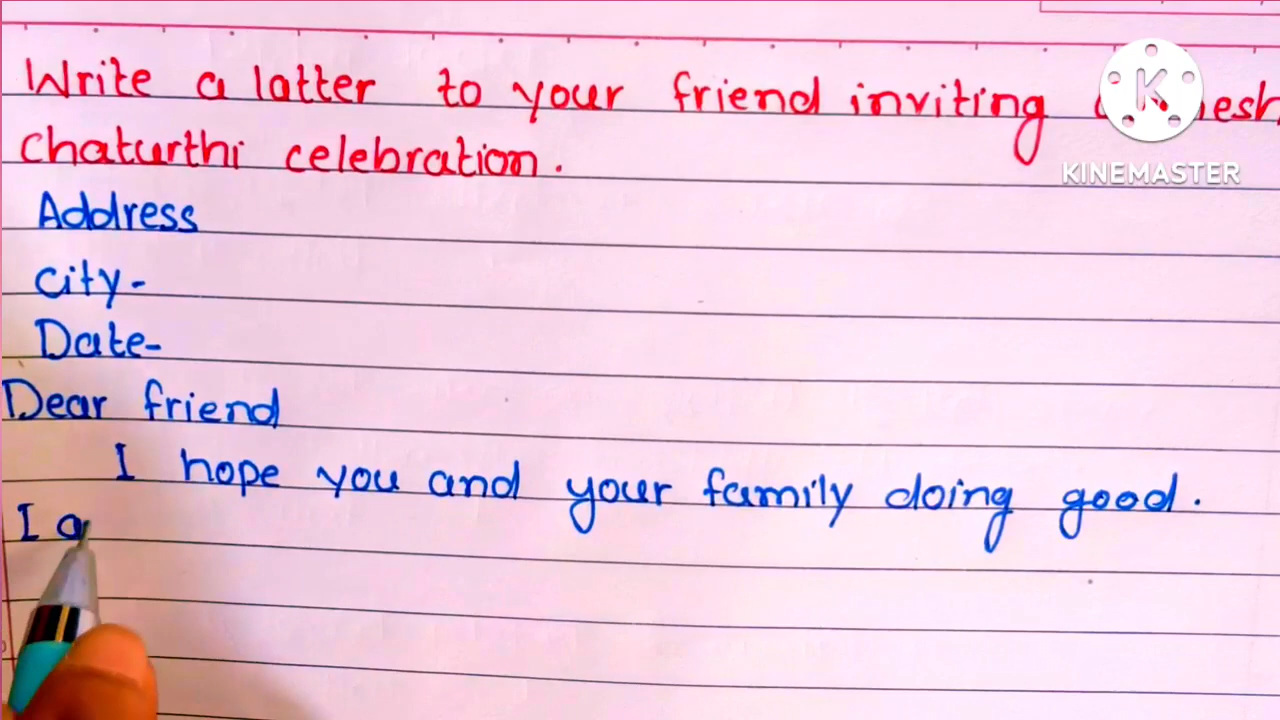 Write a latter to your friend inviting
chaturthi celebration.
Address
City-
Date-
Dear friend
I hope you and your family doing good.
I a
K
KINEMASTER